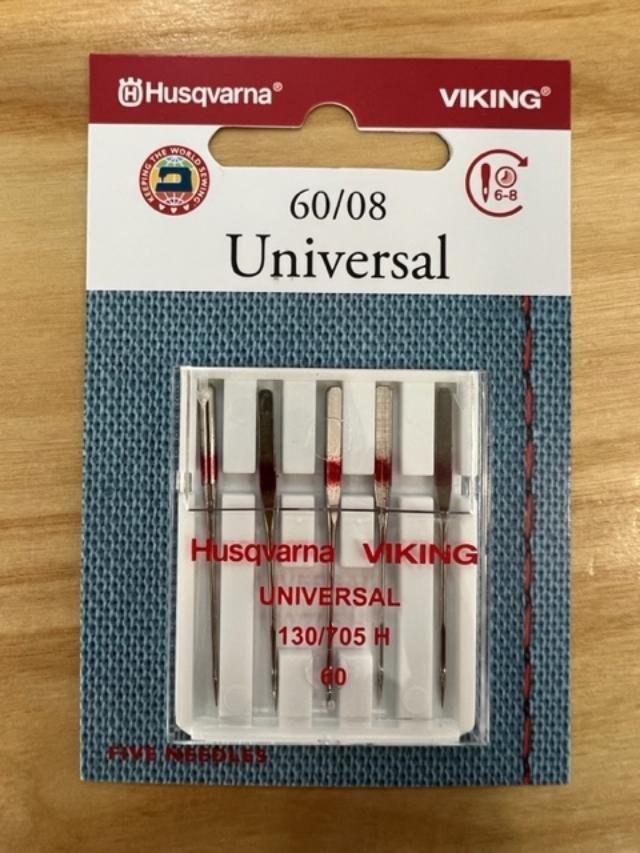 Husqvarna® VIKING®
KEEPING THE WORLD SEWING
60/08
6-8
Universal
Husqvarna VIKING
UNIVERSAL
130/705 H
60
FIVE NEEDLES